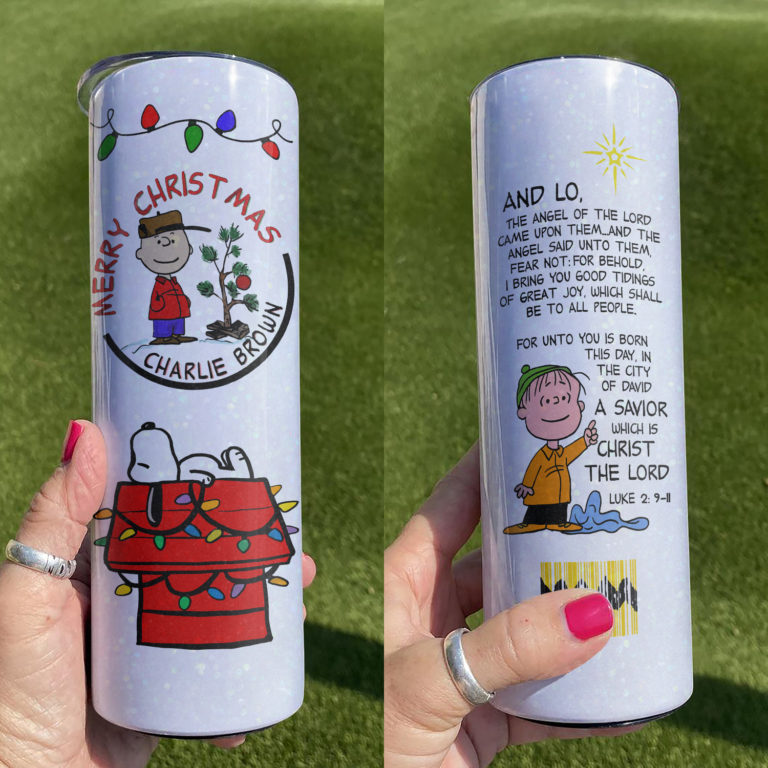 MERRY CHRISTMAS
CHARLIE BROWN
AND LO,
THE ANGEL OF THE LORD
CAME UPON THEM...AND THE
ANGEL SAID UNTO THEM,
FEAR NOT: FOR BEHOLD,
I BRING YOU GOOD TIDINGS
OF GREAT JOY, WHICH SHALL
BE TO ALL PEOPLE.
FOR UNTO YOU IS BORN
THIS DAY, IN
THE CITY
OF DAVID
A SAVIOR
WHICH IS
CHRIST
THE LORD
LUKE 2: 9-11